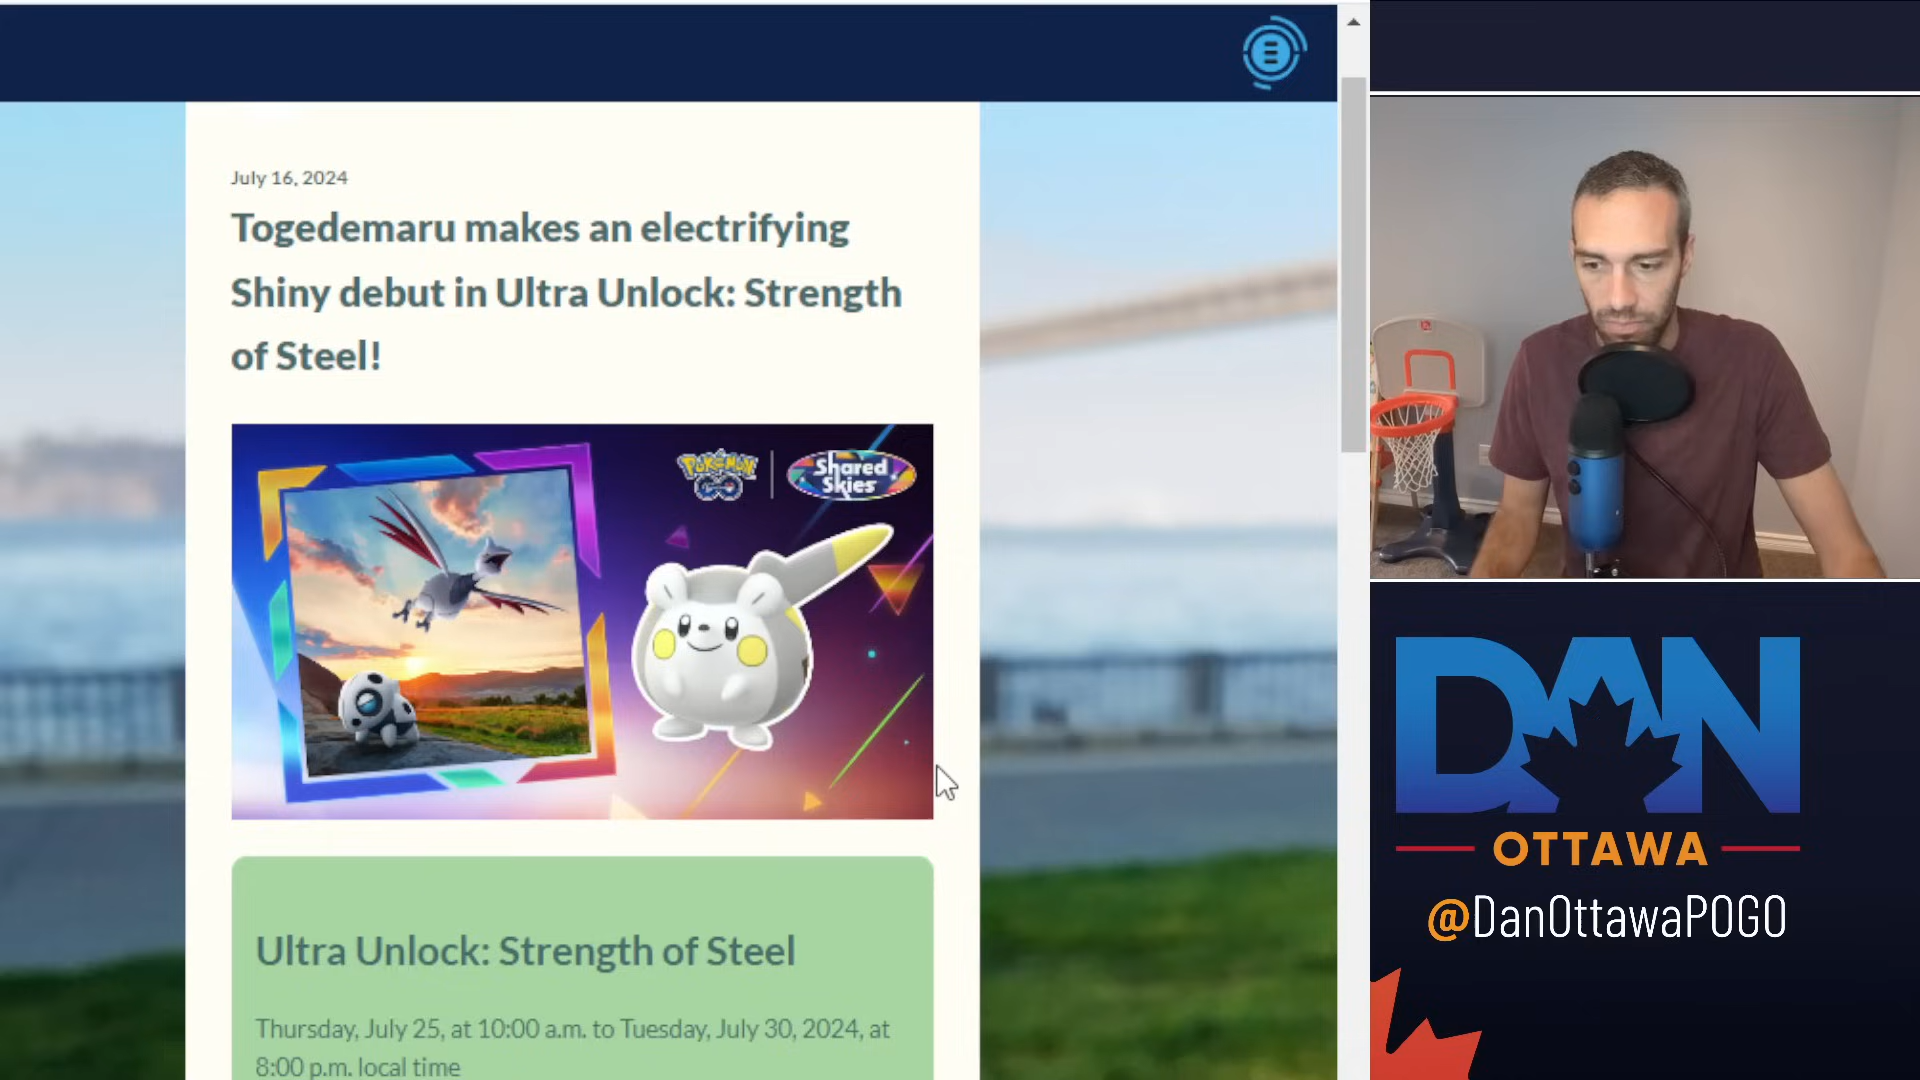 July 16, 2024
Togedemaru makes an electrifying
Shiny debut in Ultra Unlock: Strength
of Steel!
POKÉMON
GO
Shared
Skies
Ultra Unlock: Strength of Steel
Thursday, July 25, at 10:00 a.m. to Tuesday, July 30, 2024, at
8:00 p.m. local time
DAN
OTTAWA
@DanOttawaPOGO